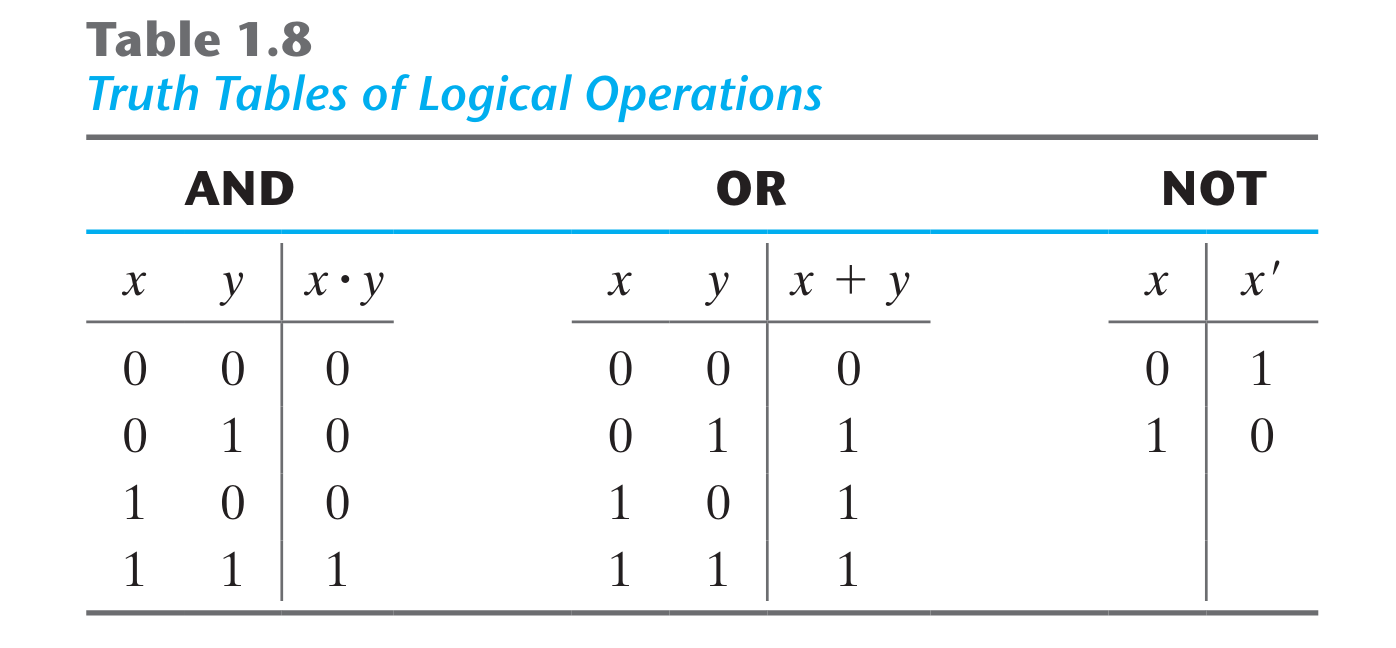 Table 1.8
Truth Tables of Logical Operations
AND OR NOT
x y x · y x y x + y x x′
0 0 0 0 0 0 0 1
0 1 0 0 1 1 1 0
1 0 0 1 0 1
1 1 1 1 1 1